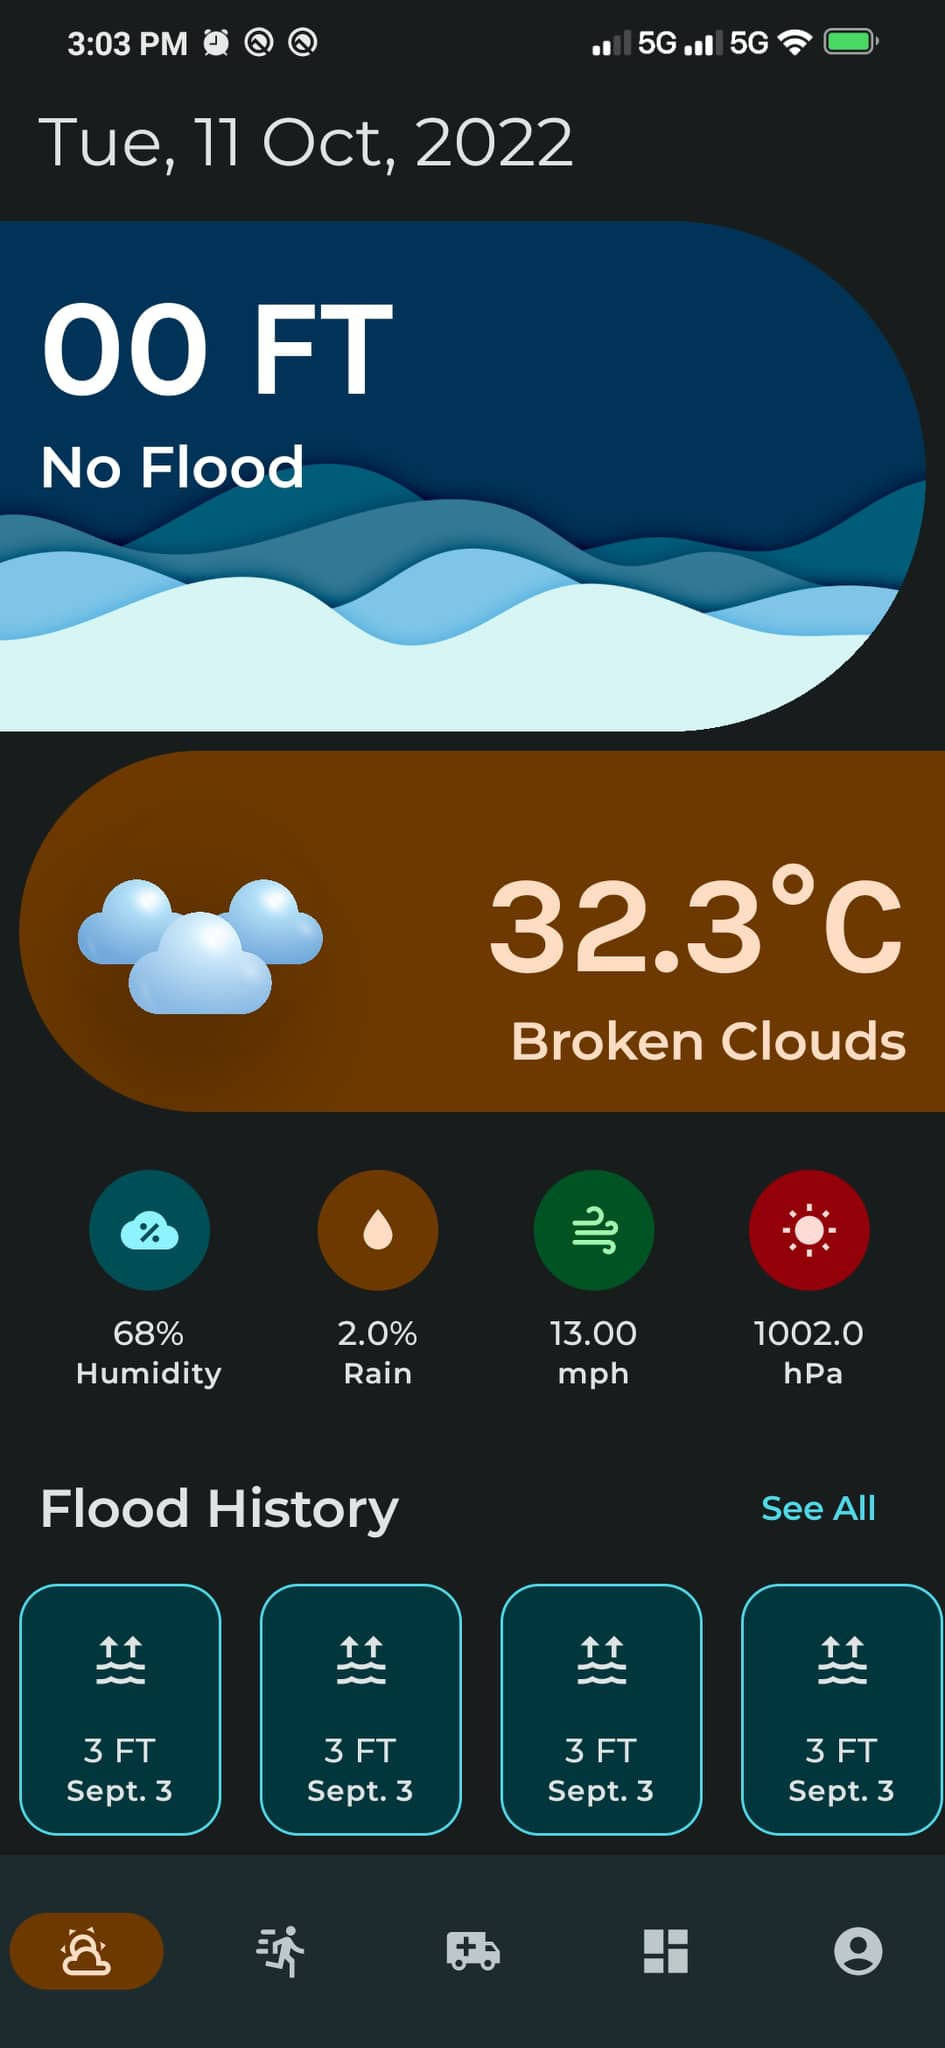 3:03 PM 5G 5G
Tue, 11 Oct, 2022
00 FT
No Flood
32.3°C
Broken Clouds
68%
Humidity
2.0%
Rain
13.00
mph
1002.0
hPa
Flood History
See All
3 FT
Sept. 3
3 FT
Sept. 3
3 FT
Sept. 3
3 FT
Sept. 3